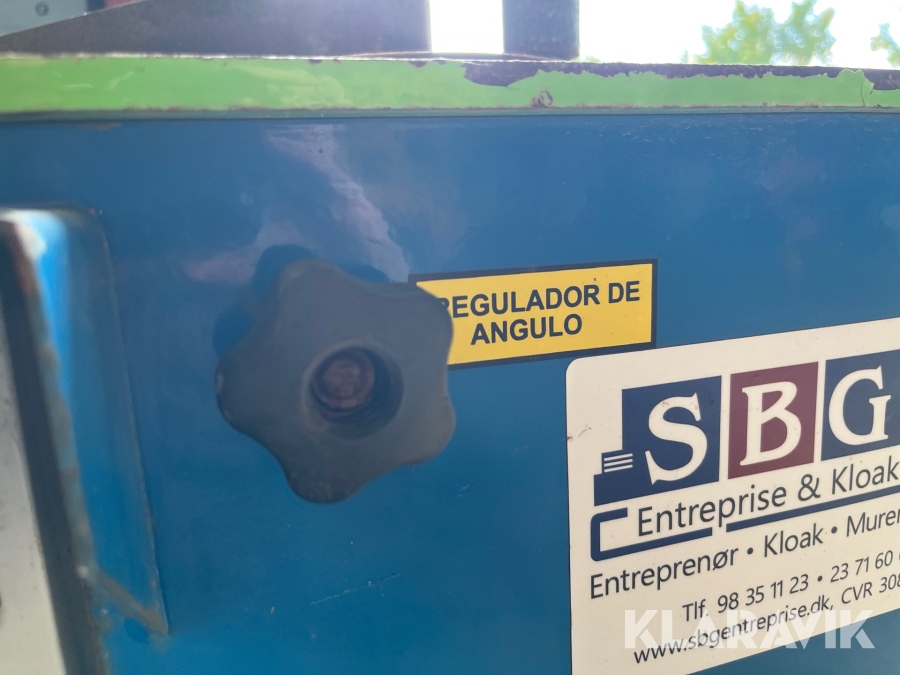 REGULADOR DE
ANGULO
SBG
Entreprise & Kloak
Entreprenør • Kloak • Murer
Tlf. 98 35 11 23 • 23 71 60
www.sbgentreprise.dk, CVR 308
KLARAVIK